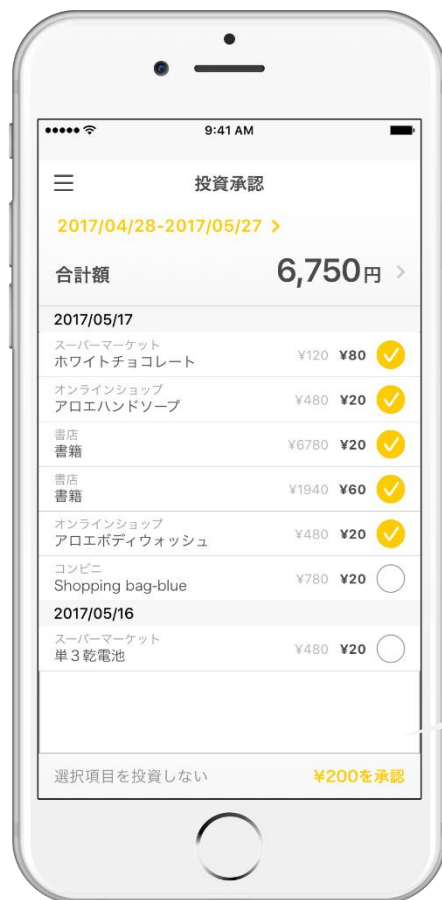 9:41 AM
投資承認
2017/04/28-2017/05/27 >
合計額 6,750円 >
2017/05/17
スーパーマーケット
ホワイトチョコレート ¥120 ¥80
オンラインショップ
アロエハンドソープ ¥480 ¥20
書店
書籍 ¥6780 ¥20
書店
書籍 ¥1940 ¥60
オンラインショップ
アロエボディウォッシュ ¥480 ¥20
コンビニ
Shopping bag-blue ¥780 ¥20
2017/05/16
スーパーマーケット
単3乾電池 ¥480 ¥20
選択項目を投資しない ¥200を承認